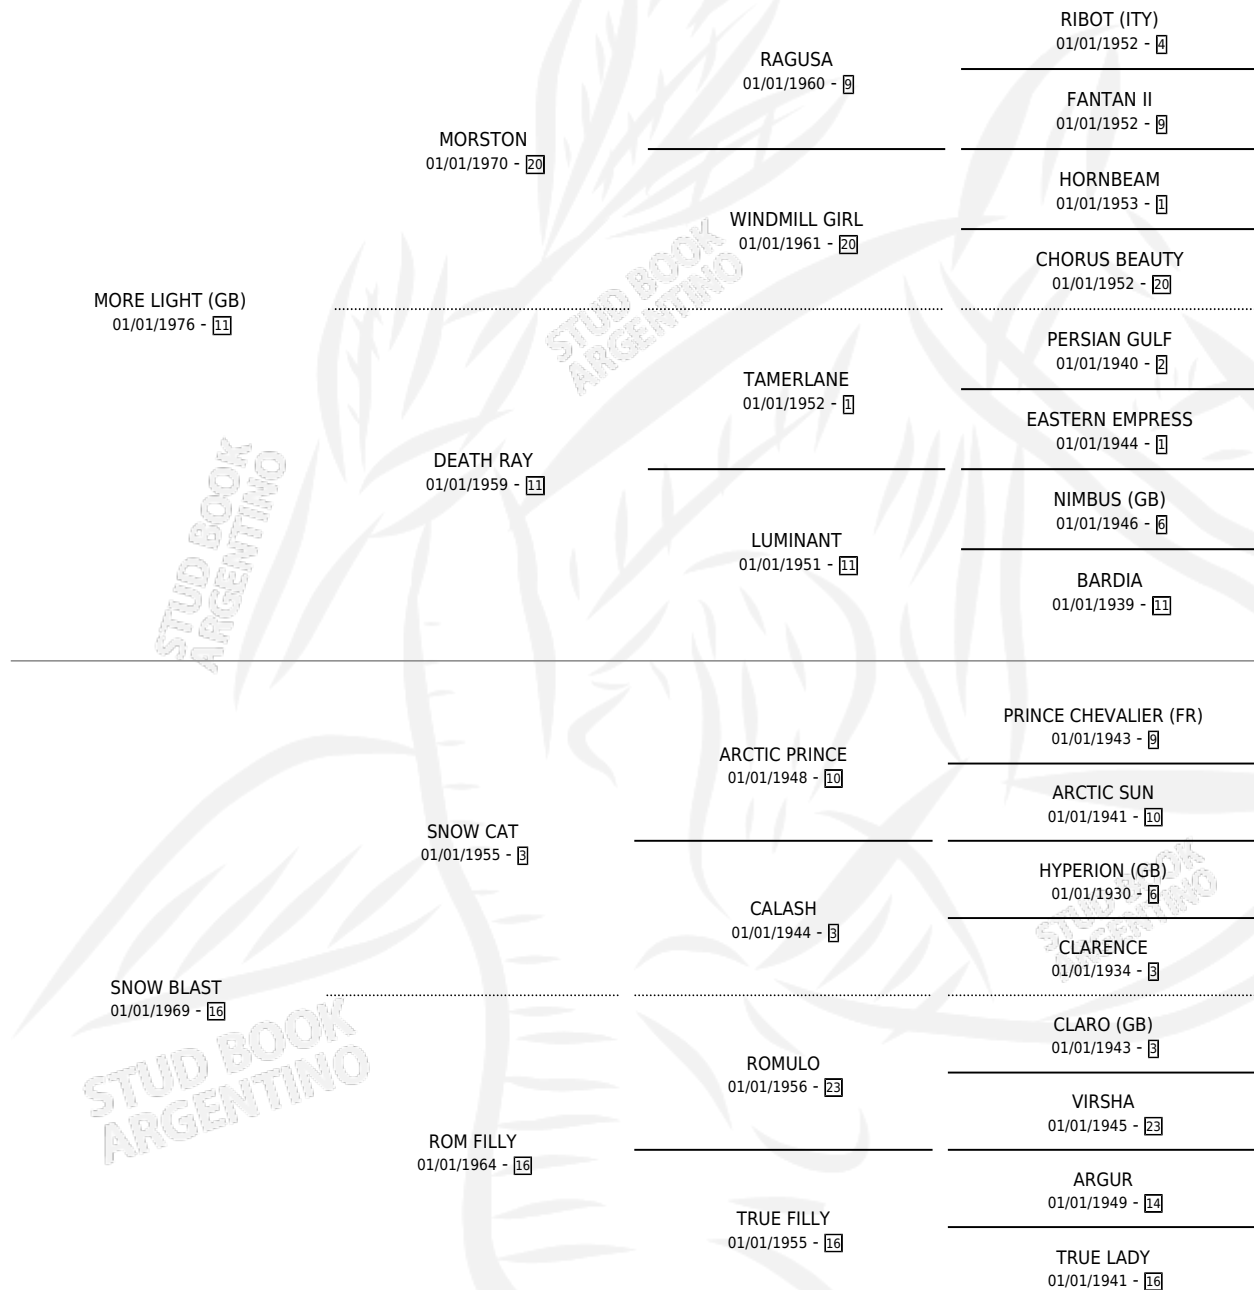 RIBOT (ITY)
01/01/1952 - 4
RAGUSA
01/01/1960 - 9
FANTAN II
01/01/1952 - 9
MORSTON
01/01/1970 - 20
HORNBEAM
01/01/1953 - 1
WINDMILL GIRL
01/01/1961 - 20
CHORUS BEAUTY
01/01/1952 - 20
MORE LIGHT (GB)
01/01/1976 - 11
PERSIAN GULF
01/01/1940 - 2
TAMERLANE
01/01/1952 - 1
EASTERN EMPRESS
01/01/1944 - 1
DEATH RAY
01/01/1959 - 11
NIMBUS (GB)
01/01/1946 - 6
LUMINANT
01/01/1951 - 11
BARDIA
01/01/1939 - 11
PRINCE CHEVALIER (FR)
01/01/1943 - 9
ARCTIC PRINCE
01/01/1948 - 10
ARCTIC SUN
01/01/1941 - 10
SNOW CAT
01/01/1955 - 3
HYPERION (GB)
01/01/1930 - 6
CALASH
01/01/1944 - 3
CLARENCE
01/01/1934 - 3
SNOW BLAST
01/01/1969 - 16
CLARO (GB)
01/01/1943 - 3
ROMULO
01/01/1956 - 23
VIRSHA
01/01/1945 - 23
ROM FILLY
01/01/1964 - 16
ARGUR
01/01/1949 - 14
TRUE FILLY
01/01/1955 - 16
TRUE LADY
01/01/1941 - 16
STUD BOOK
ARGENTINO
STUD BOOK
ARGENTINO
STUD BOOK
ARGENTINO
STUD BOOK
ARGENTINO